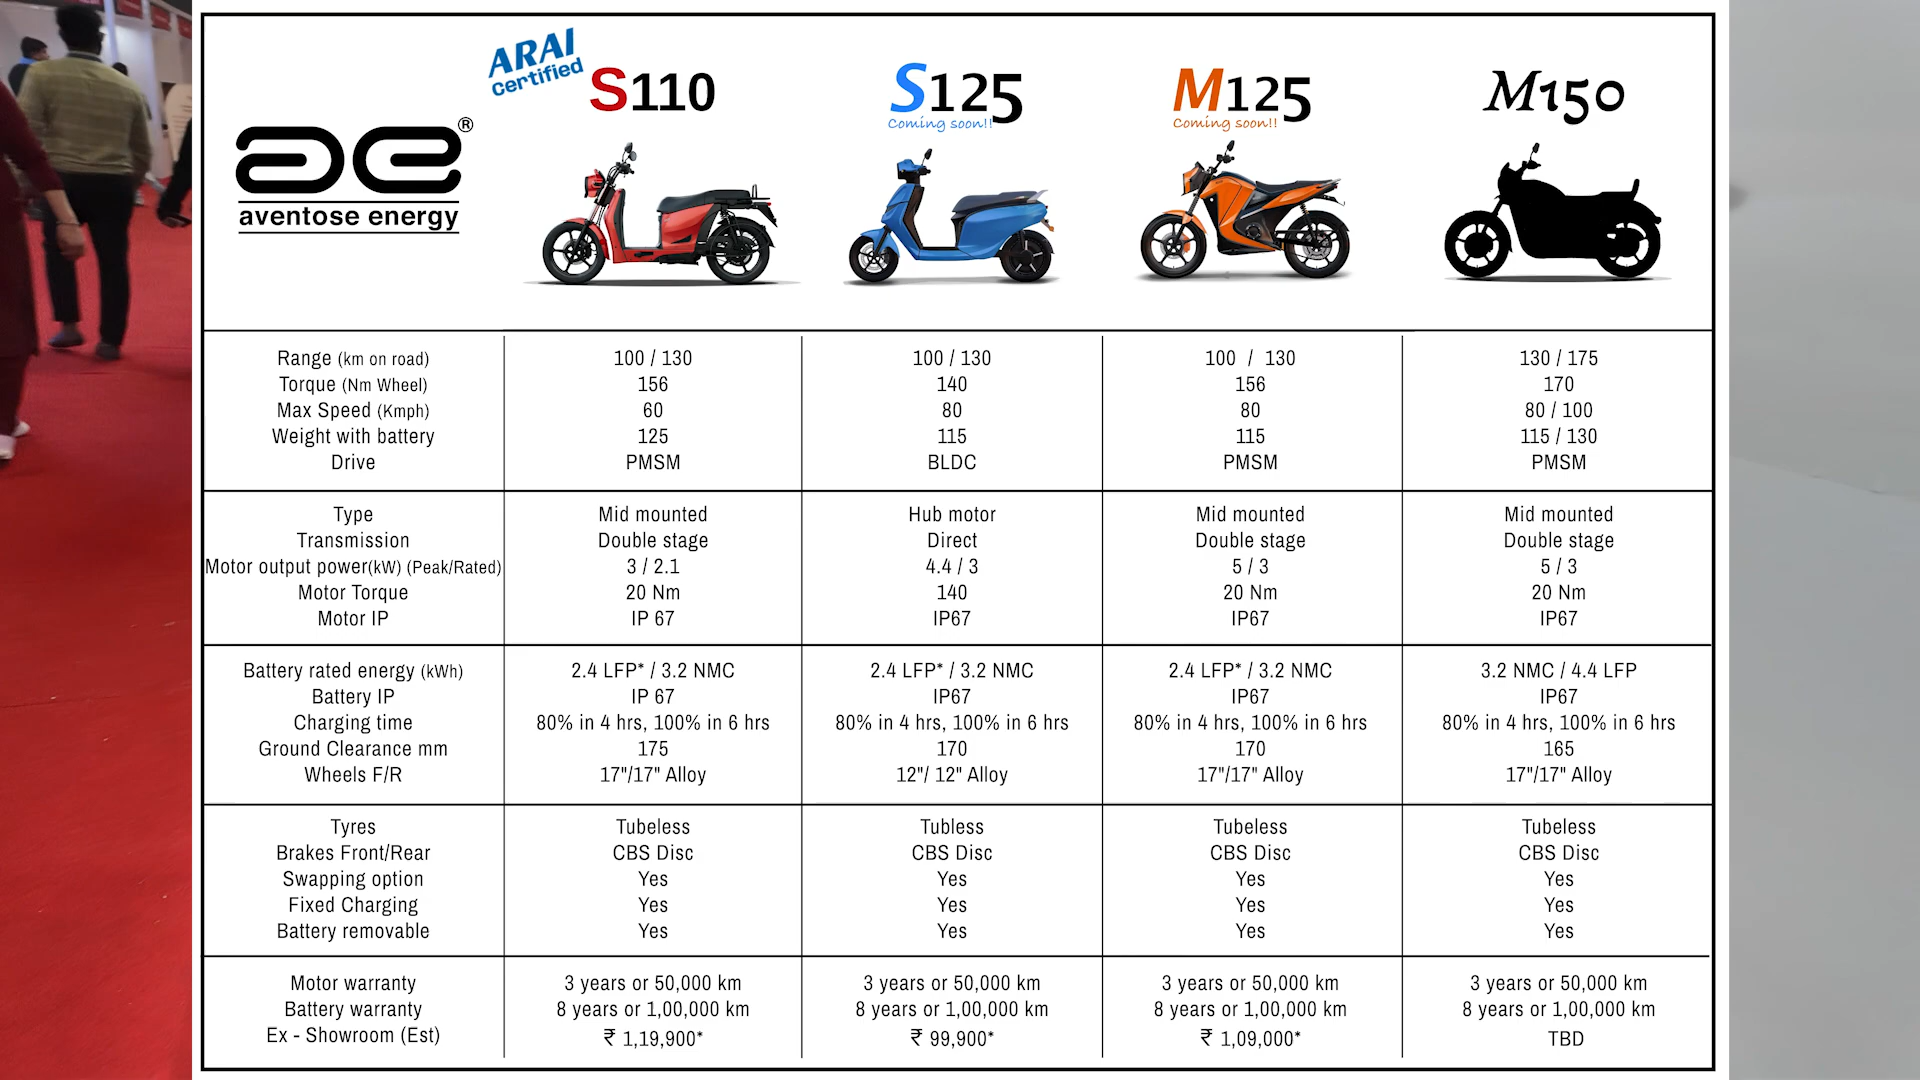 ARAI
certified
S110
S125
Coming soon!!
M125
Coming soon!!
M150
ae®
aventose energy
Range (km on road) 100 / 130 100 / 130 100 / 130 130 / 175
Torque (Nm Wheel) 156 140 156 170
Max Speed (Kmph) 60 80 80 80 / 100
Weight with battery 125 115 115 115 / 130
Drive PMSM BLDC PMSM PMSM
Type Mid mounted Hub motor Mid mounted Mid mounted
Transmission Double stage Direct Double stage Double stage
Motor output power(kW) (Peak/Rated) 3 / 2.1 4.4 / 3 5 / 3 5 / 3
Motor Torque 20 Nm 140 20 Nm 20 Nm
Motor IP IP 67 IP67 IP67 IP67
Battery rated energy (kWh) 2.4 LFP* / 3.2 NMC 2.4 LFP* / 3.2 NMC 2.4 LFP* / 3.2 NMC 3.2 NMC / 4.4 LFP
Battery IP IP 67 IP67 IP67 IP67
Charging time 80% in 4 hrs, 100% in 6 hrs 80% in 4 hrs, 100% in 6 hrs 80% in 4 hrs, 100% in 6 hrs 80% in 4 hrs, 100% in 6 hrs
Ground Clearance mm 175 170 170 165
Wheels F/R 17"/17" Alloy 12"/ 12" Alloy 17"/17" Alloy 17"/17" Alloy
Tyres Tubeless Tubless Tubeless Tubeless
Brakes Front/Rear CBS Disc CBS Disc CBS Disc CBS Disc
Swapping option Yes Yes Yes Yes
Fixed Charging Yes Yes Yes Yes
Battery removable Yes Yes Yes Yes
Motor warranty 3 years or 50,000 km 3 years or 50,000 km 3 years or 50,000 km 3 years or 50,000 km
Battery warranty 8 years or 1,00,000 km 8 years or 1,00,000 km 8 years or 1,00,000 km 8 years or 1,00,000 km
Ex - Showroom (Est) ₹ 1,19,900* ₹ 99,900* ₹ 1,09,000* TBD